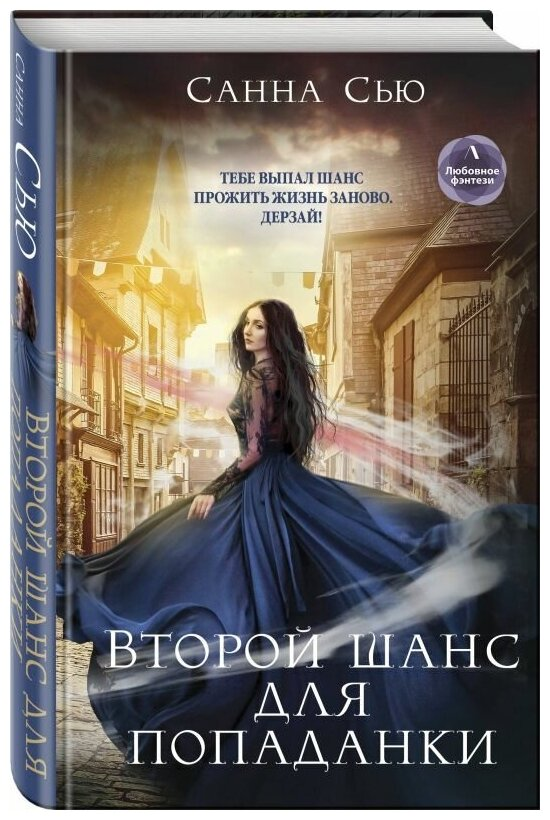 Санна Сью
Λ
Любовное
фэнтези
ТЕБЕ ВЫПАЛ ШАНС
ПРОЖИТЬ ЖИЗНЬ ЗАНОВО.
ДЕРЗАЙ!
Второй шанс
для
попаданки
Санна
Сью
Второй шанс для
попаданки